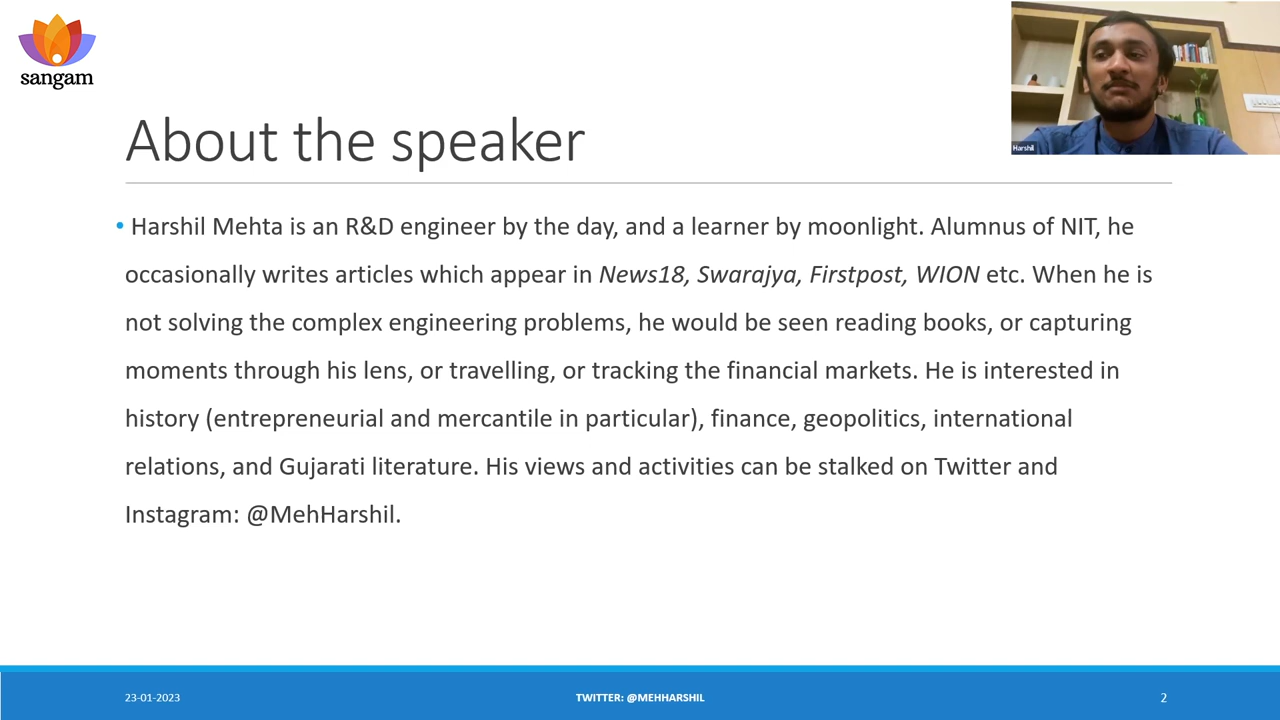 sangam
Harshil
About the speaker
• Harshil Mehta is an R&D engineer by the day, and a learner by moonlight. Alumnus of NIT, he
occasionally writes articles which appear in News18, Swarajya, Firstpost, WION etc. When he is
not solving the complex engineering problems, he would be seen reading books, or capturing
moments through his lens, or travelling, or tracking the financial markets. He is interested in
history (entrepreneurial and mercantile in particular), finance, geopolitics, international
relations, and Gujarati literature. His views and activities can be stalked on Twitter and
Instagram: @MehHarshil.
23-01-2023
TWITTER: @MEHHARSHIL
2